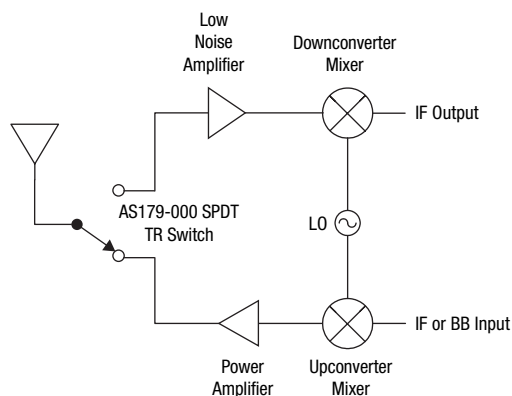 Low
Noise
Amplifier
Downconverter
Mixer
IF Output
AS179-000 SPDT
TR Switch
LO
IF or BB Input
Power
Amplifier
Upconverter
Mixer